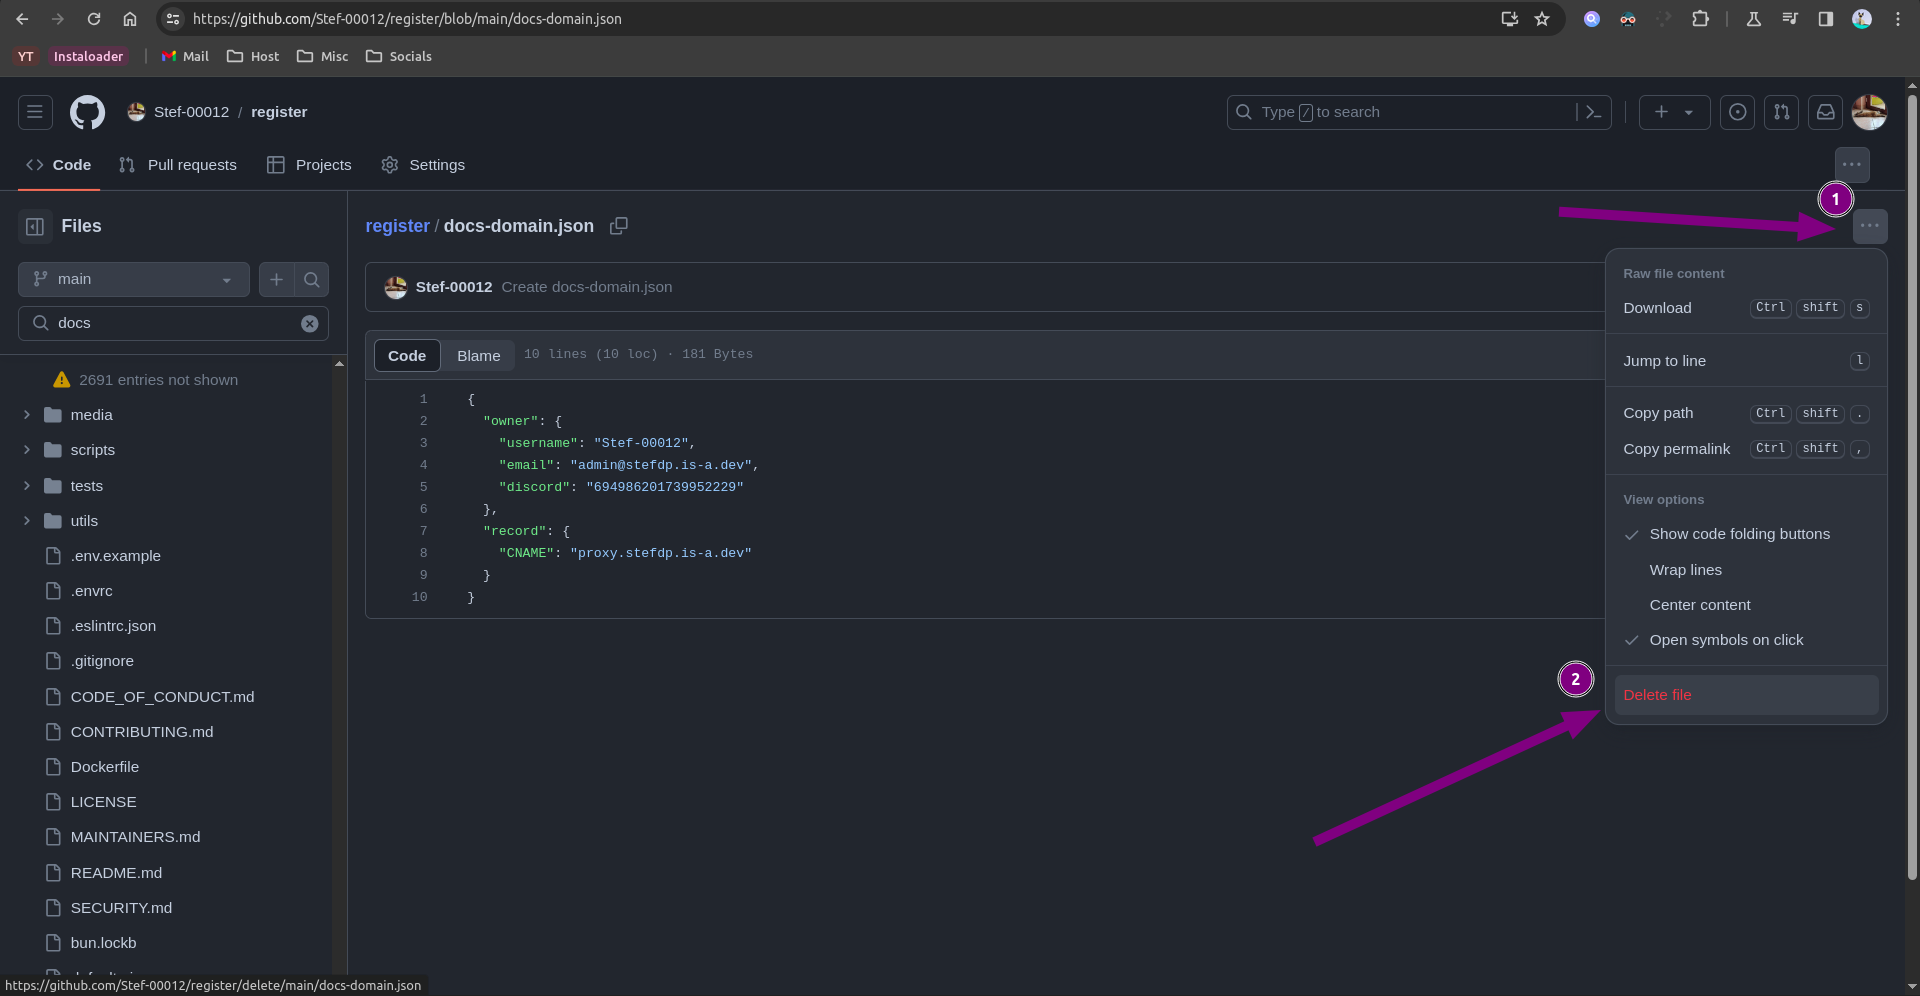 https://github.com/Stef-00012/register/blob/main/docs-domain.json
YT Instaloader Mail Host Misc Socials
Stef-00012 / register
Type / to search
Code Pull requests Projects Settings
1
Files
register / docs-domain.json
main
docs
Stef-00012 Create docs-domain.json
Code Blame 10 lines (10 loc) · 181 Bytes
2691 entries not shown
media
scripts
tests
utils
.env.example
.envrc
.eslintrc.json
.gitignore
CODE_OF_CONDUCT.md
CONTRIBUTING.md
Dockerfile
LICENSE
MAINTAINERS.md
README.md
SECURITY.md
bun.lockb
1 {
2 "owner": {
3 "username": "Stef-00012",
4 "email": "admin@stefdp.is-a.dev",
5 "discord": "694986201739952229"
6 },
7 "record": {
8 "CNAME": "proxy.stefdp.is-a.dev"
9 }
10 }
Raw file content
Download Ctrl shift s
Jump to line l
Copy path Ctrl shift .
Copy permalink Ctrl shift ,
View options
Show code folding buttons
Wrap lines
Center content
Open symbols on click
2
Delete file
https://github.com/Stef-00012/register/delete/main/docs-domain.json